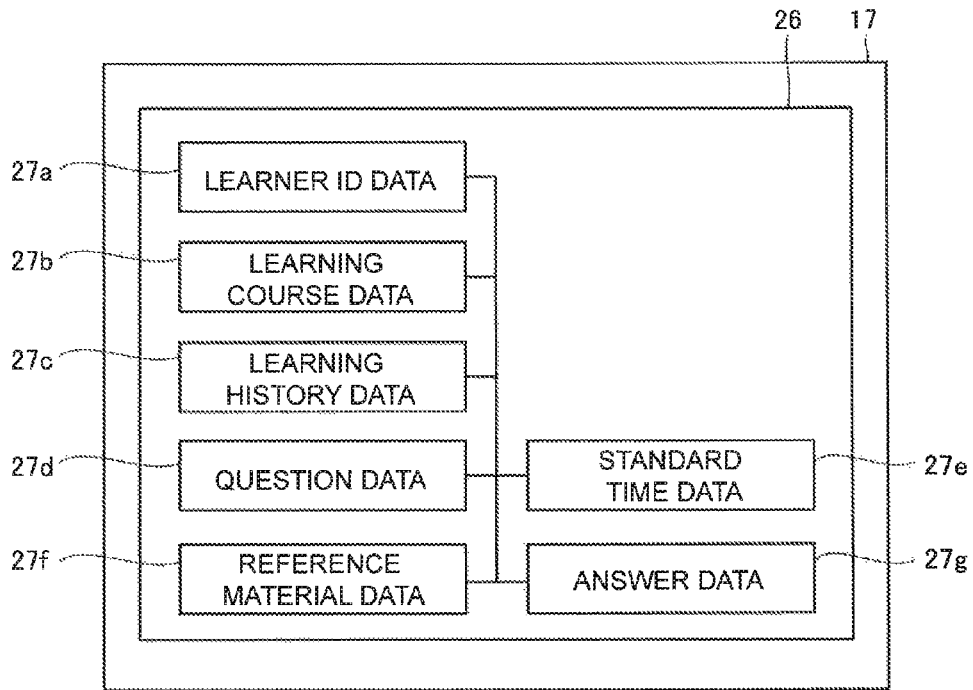 26
17
27a
LEARNER ID DATA
27b
LEARNING
COURSE DATA
27c
LEARNING
HISTORY DATA
27d
QUESTION DATA
STANDARD
TIME DATA
27e
27f
REFERENCE
MATERIAL DATA
ANSWER DATA
27g